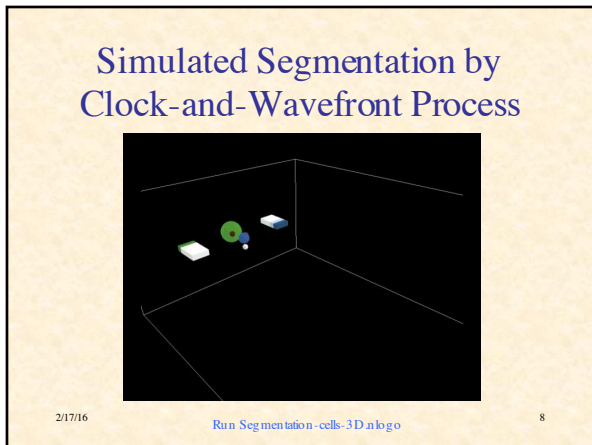 Simulated Segmentation by
Clock-and-Wavefront Process
2/17/16
Run Segmentation-cells-3D.nlogo
8